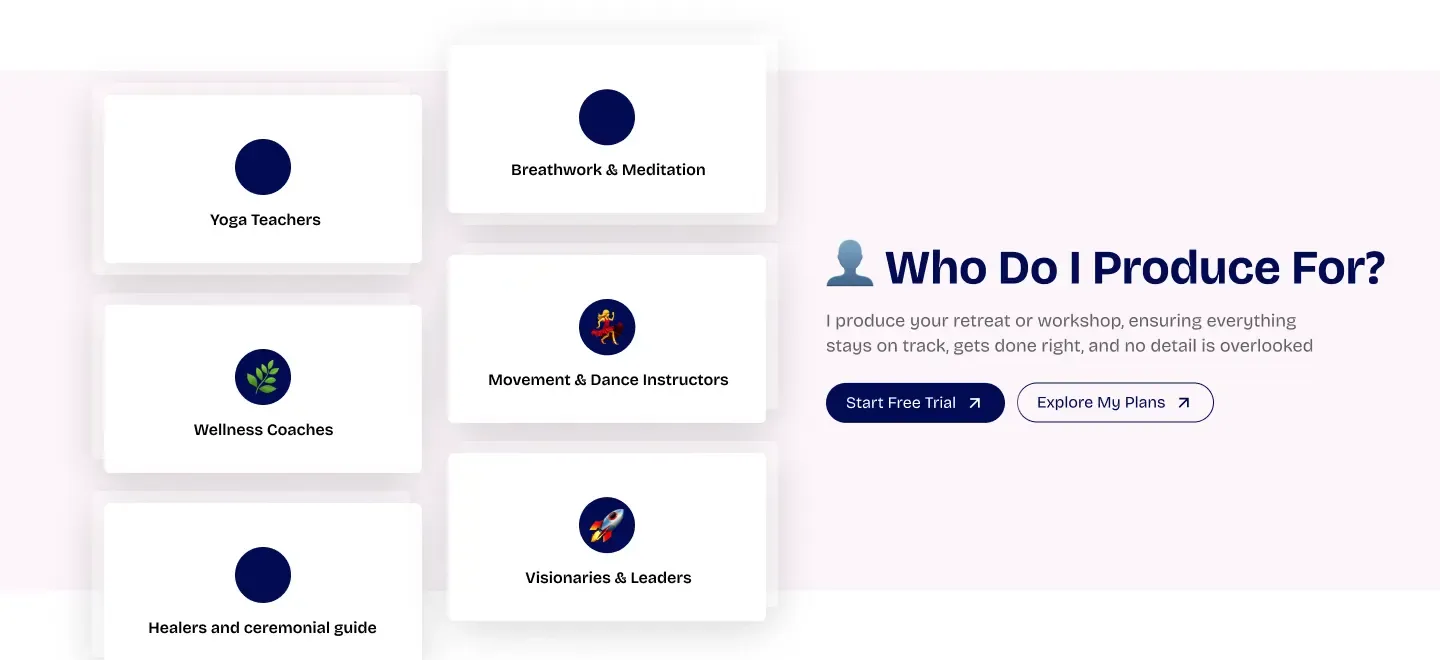 Breathwork & Meditation
Yoga Teachers
Movement & Dance Instructors
Wellness Coaches
Visionaries & Leaders
Healers and ceremonial guide
Who Do I Produce For?
I produce your retreat or workshop, ensuring everything
stays on track, gets done right, and no detail is overlooked
Start Free Trial
Explore My Plans